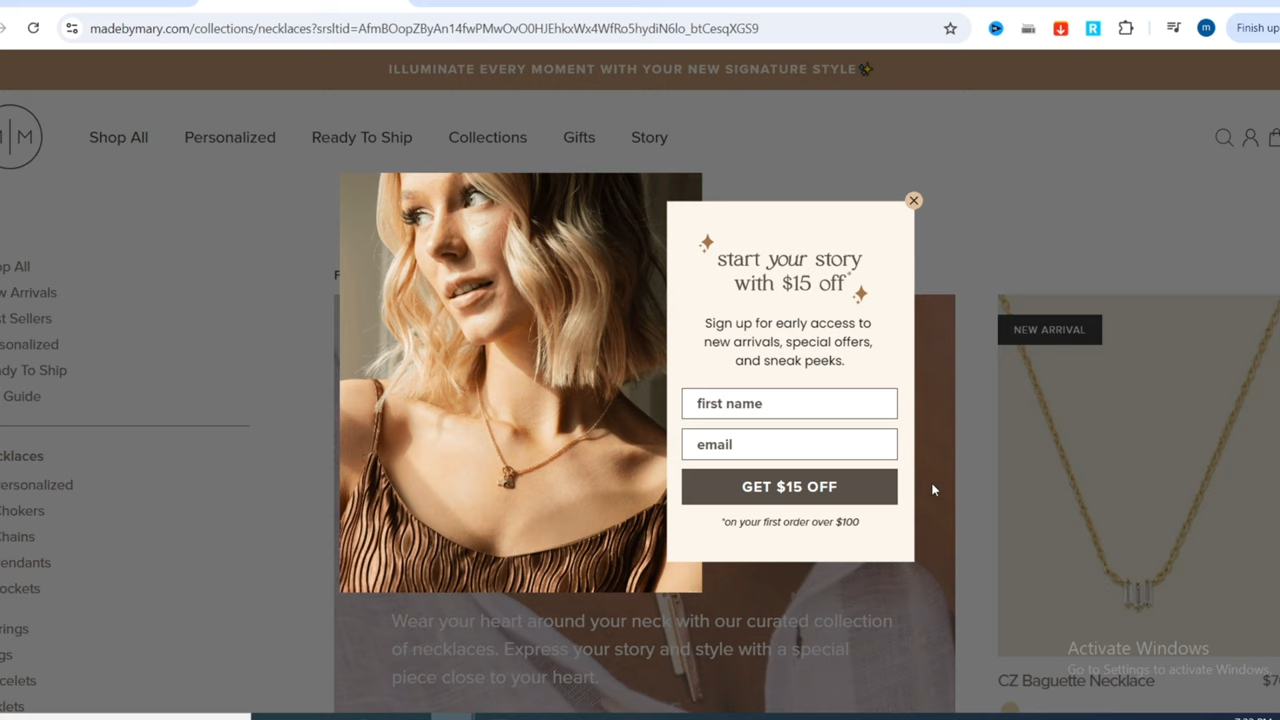 madebymary.com/collections/necklaces?srsltid=AfmBOopZByAn14fwPMw0rO0HJEhkxWx4WfRo5hydiN6lo_btCesqXGS9
m
Finish up
ILLUMINATE EVERY MOMENT WITH YOUR NEW SIGNATURE STYLE✨
M|M
Shop All
Personalized
Ready To Ship
Collections
Gifts
Story
op All
w Arrivals
st Sellers
sonalized
ady To Ship
Guide
cklaces
ersonalized
Chokers
Chains
endants
ockets
rings
gs
acelets
klets
F
start your story
with $15 off*
Sign up for early access to
new arrivals, special offers,
and sneak peeks.
first name
email
GET $15 OFF
*on your first order over $100
Wear your heart around your neck with our curated collection
of necklaces. Express your story and style with a special
piece close to your heart.
NEW ARRIVAL
CZ Baguette Necklace
Activate Windows
Go to Settings to activate Windows.